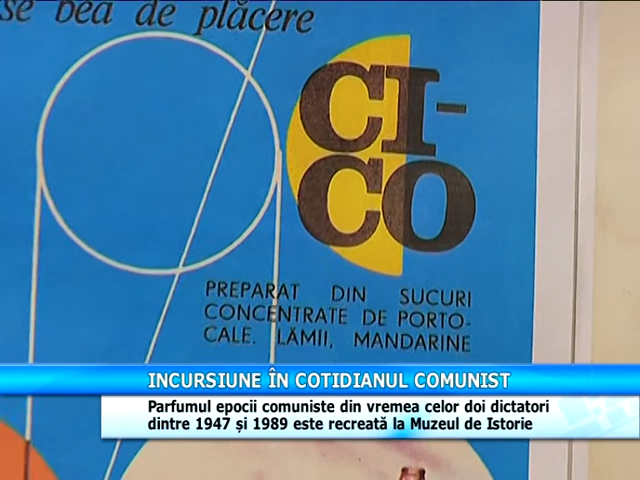 se bea de plăcere
CI-
CO
PREPARAT DIN SUCURI
CONCENTRATE DE PORTO-
CALE, LĂMII, MANDARINE
INCURSIUNE ÎN COTIDIANUL COMUNIST
Parfumul epocii comuniste din vremea celor doi dictatori
dintre 1947 și 1989 este recreată la Muzeul de Istorie